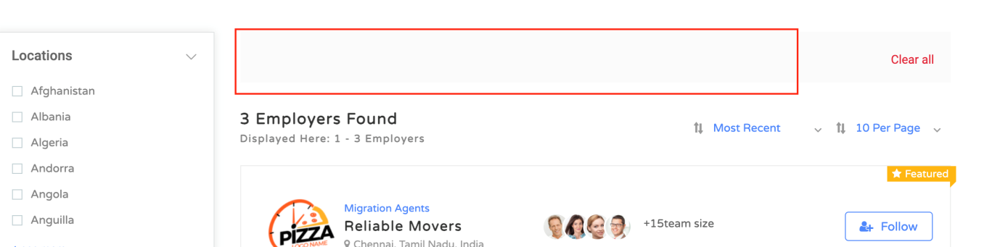 Locations
Afghanistan
Albania
Algeria
Andorra
Angola
Anguilla
Clear all
3 Employers Found
Displayed Here: 1 - 3 Employers
Most Recent
10 Per Page
Featured
PIZZA
LOGO NAME
Migration Agents
Reliable Movers
Chennai, Tamil Nadu, India
+15team size
Follow